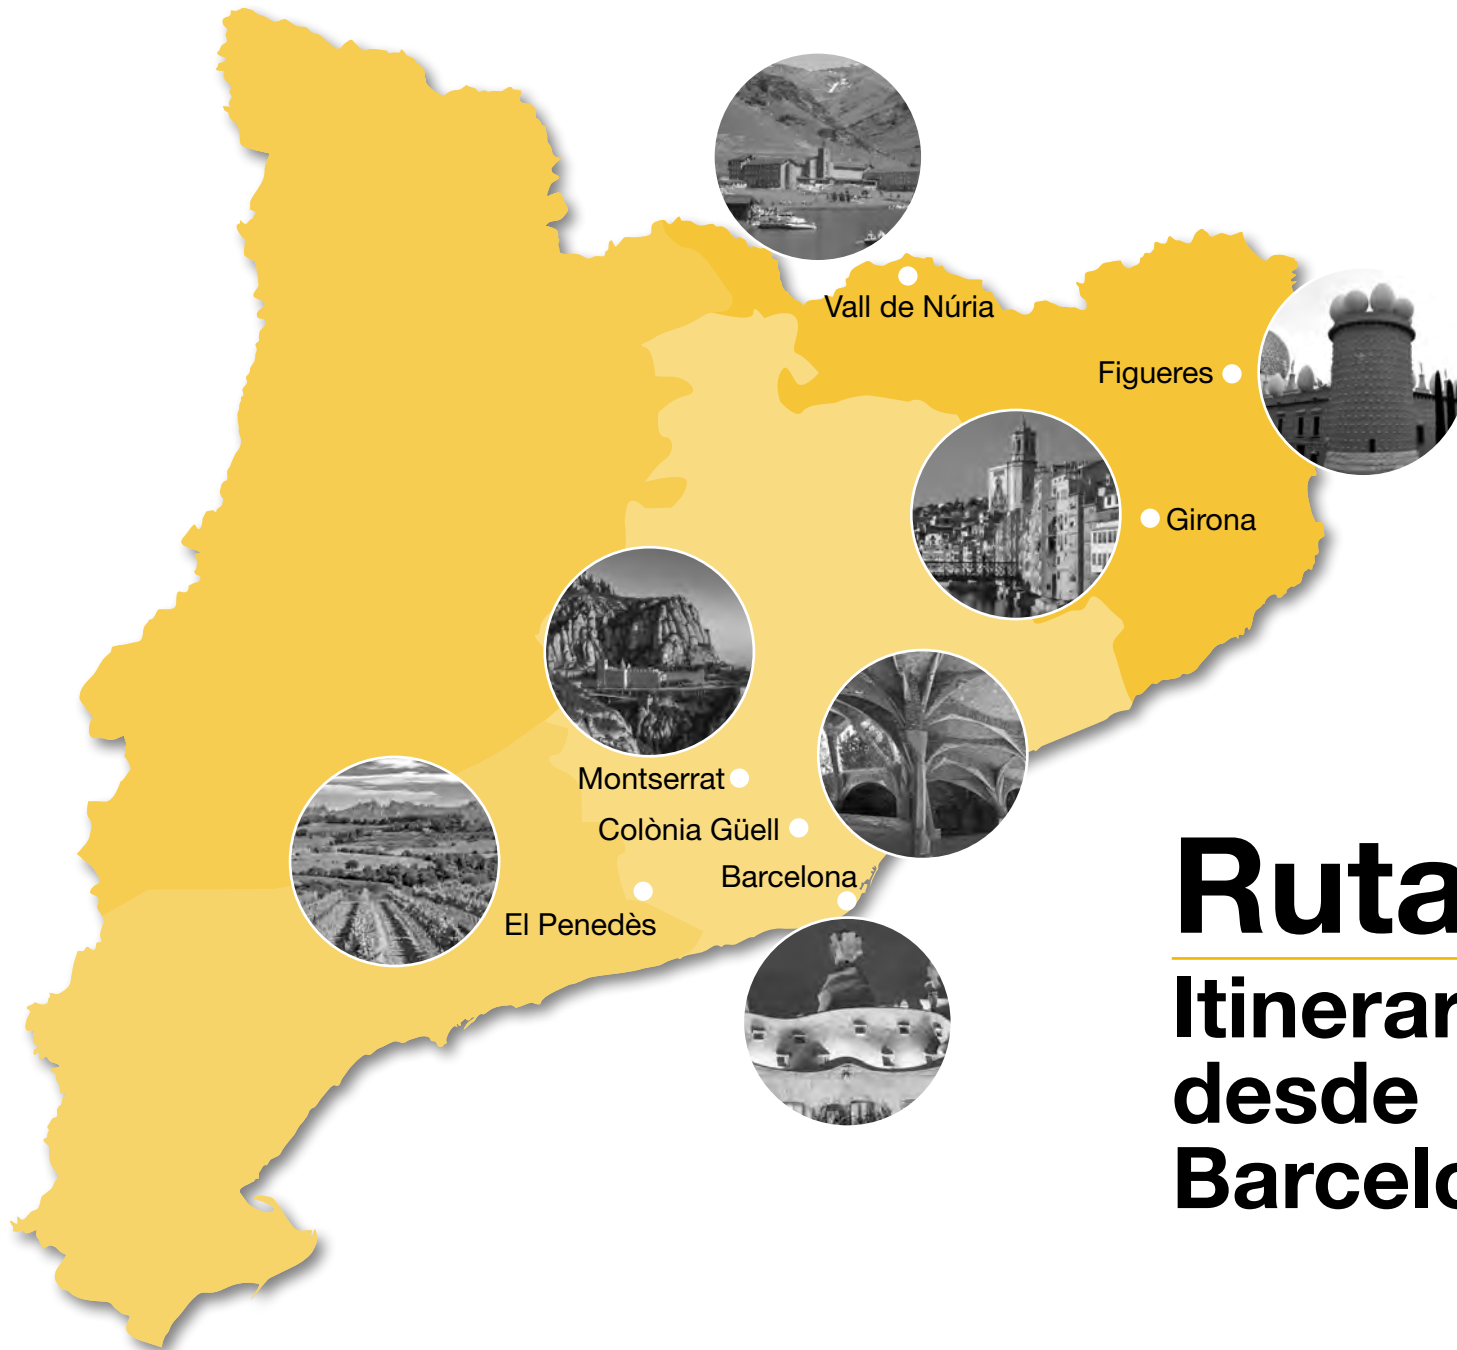 Vall de Núria
Figueres
Girona
Montserrat
Colònia Güell
Barcelona
El Penedès
Ruta
Itinerar
desde
Barcel